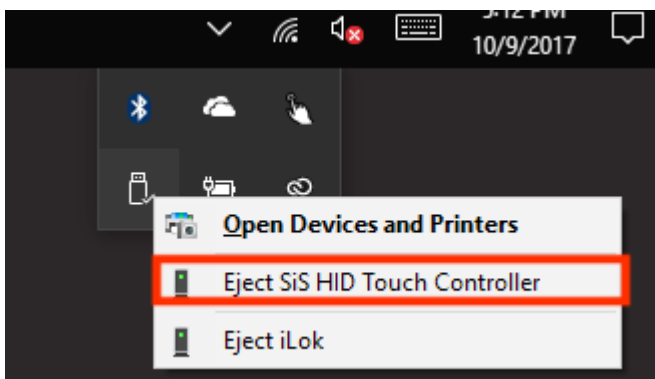 10/9/2017
Open Devices and Printers
Eject SiS HID Touch Controller
Eject iLok